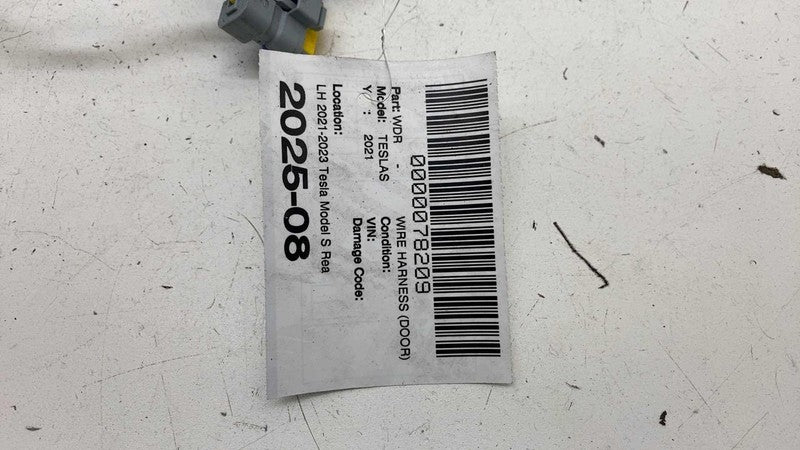 0000078209
Part: WDR - WIRE HARNESS (DOOR)
Model: TESLAS Condition:
2021 VIN:
Damage Code:
Location:
LH 2021-2023 Tesla Model S Rea
2025-08